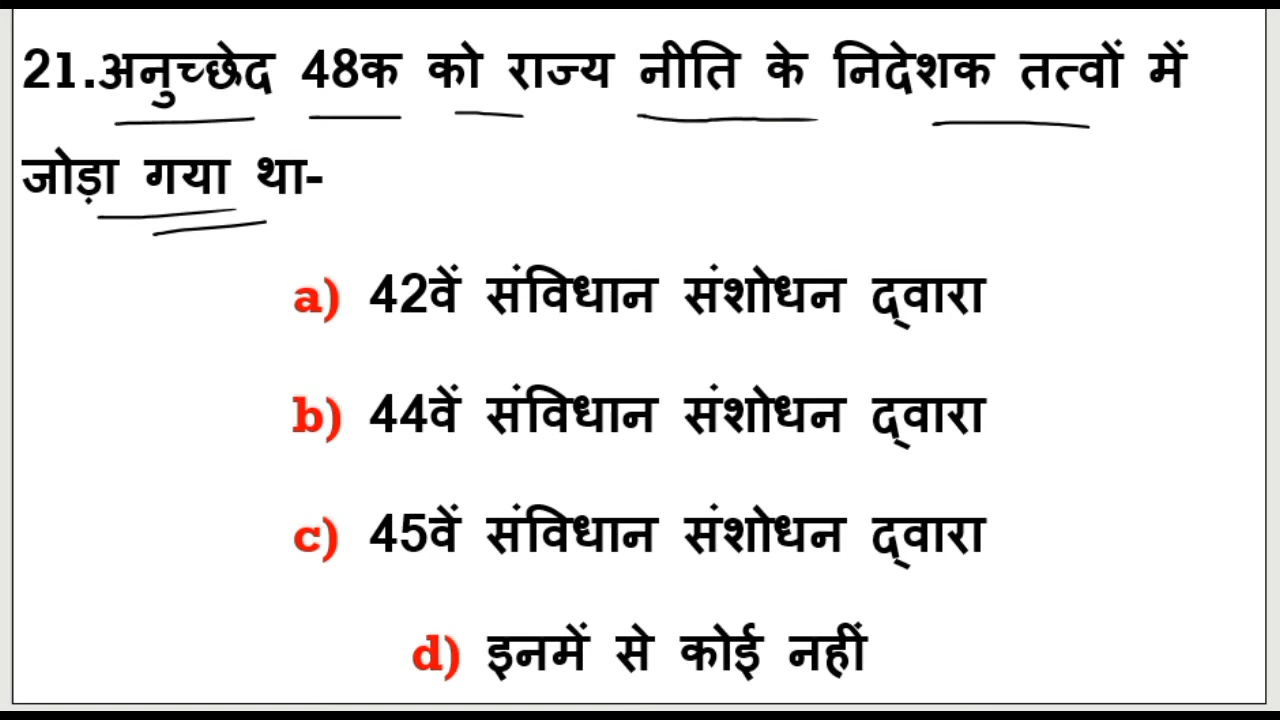 21.अनुच्छेद 48क को राज्य नीति के निदेशक तत्वों में
जोड़ा गया था-
a) 42वें संविधान संशोधन द्वारा
b) 44वें संविधान संशोधन द्वारा
c) 45वें संविधान संशोधन द्वारा
d) इनमें से कोई नहीं